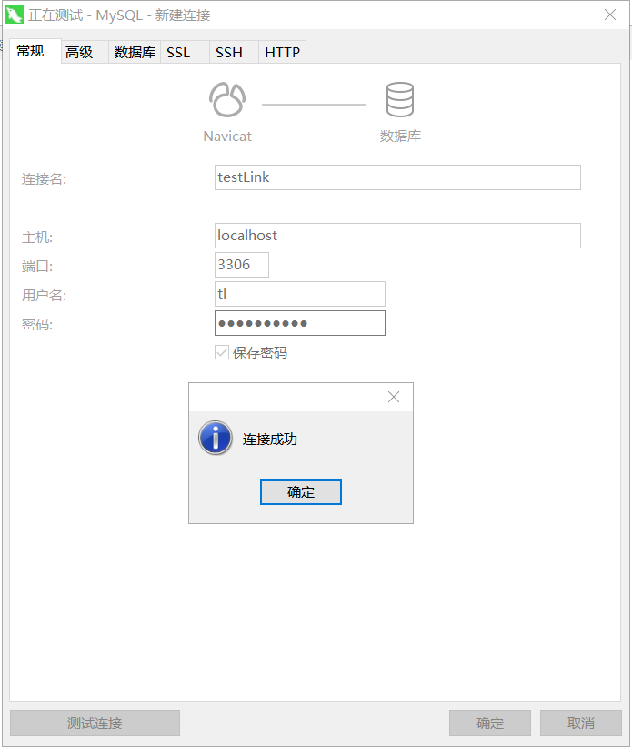 正在测试 - MySQL - 新建连接
常规 高级 数据库 SSL SSH HTTP
Navicat 数据库
连接名: testLink
主机: localhost
端口: 3306
用户名: tl
密码: ●●●●●●●●●●
保存密码
连接成功
确定
测试连接 确定 取消